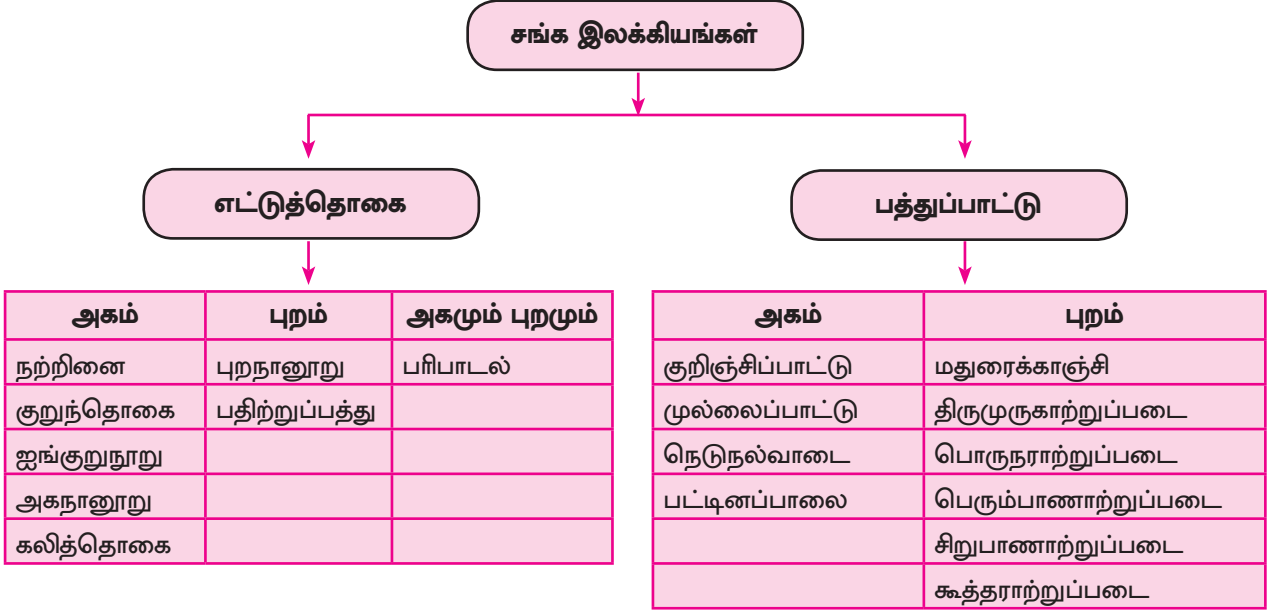 சங்க இலக்கியங்கள்
எட்டுத்தொகை
பத்துப்பாட்டு
அகம் புறம் அகமும் புறமும்
நற்றினை புறநானூறு பரிபாடல்
குறுந்தொகை பதிற்றுப்பத்து
ஐங்குறுநூறு
அகநானூறு
கலித்தொகை
அகம் புறம்
குறிஞ்சிப்பாட்டு மதுரைக்காஞ்சி
முல்லைப்பாட்டு திருமுருகாற்றுப்படை
நெடுநல்வாடை பொருநராற்றுப்படை
பட்டினப்பாலை பெரும்பாணாற்றுப்படை
சிறுபாணாற்றுப்படை
கூத்தராற்றுப்படை